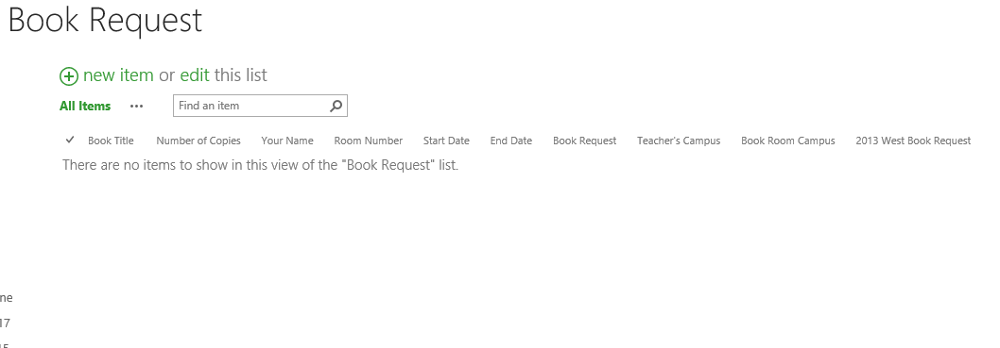 Book Request
new item or edit this list
All Items ••• Find an item
Book Title Number of Copies Your Name Room Number Start Date End Date Book Request Teacher's Campus Book Room Campus 2013 West Book Request
There are no items to show in this view of the "Book Request" list.
ne
17